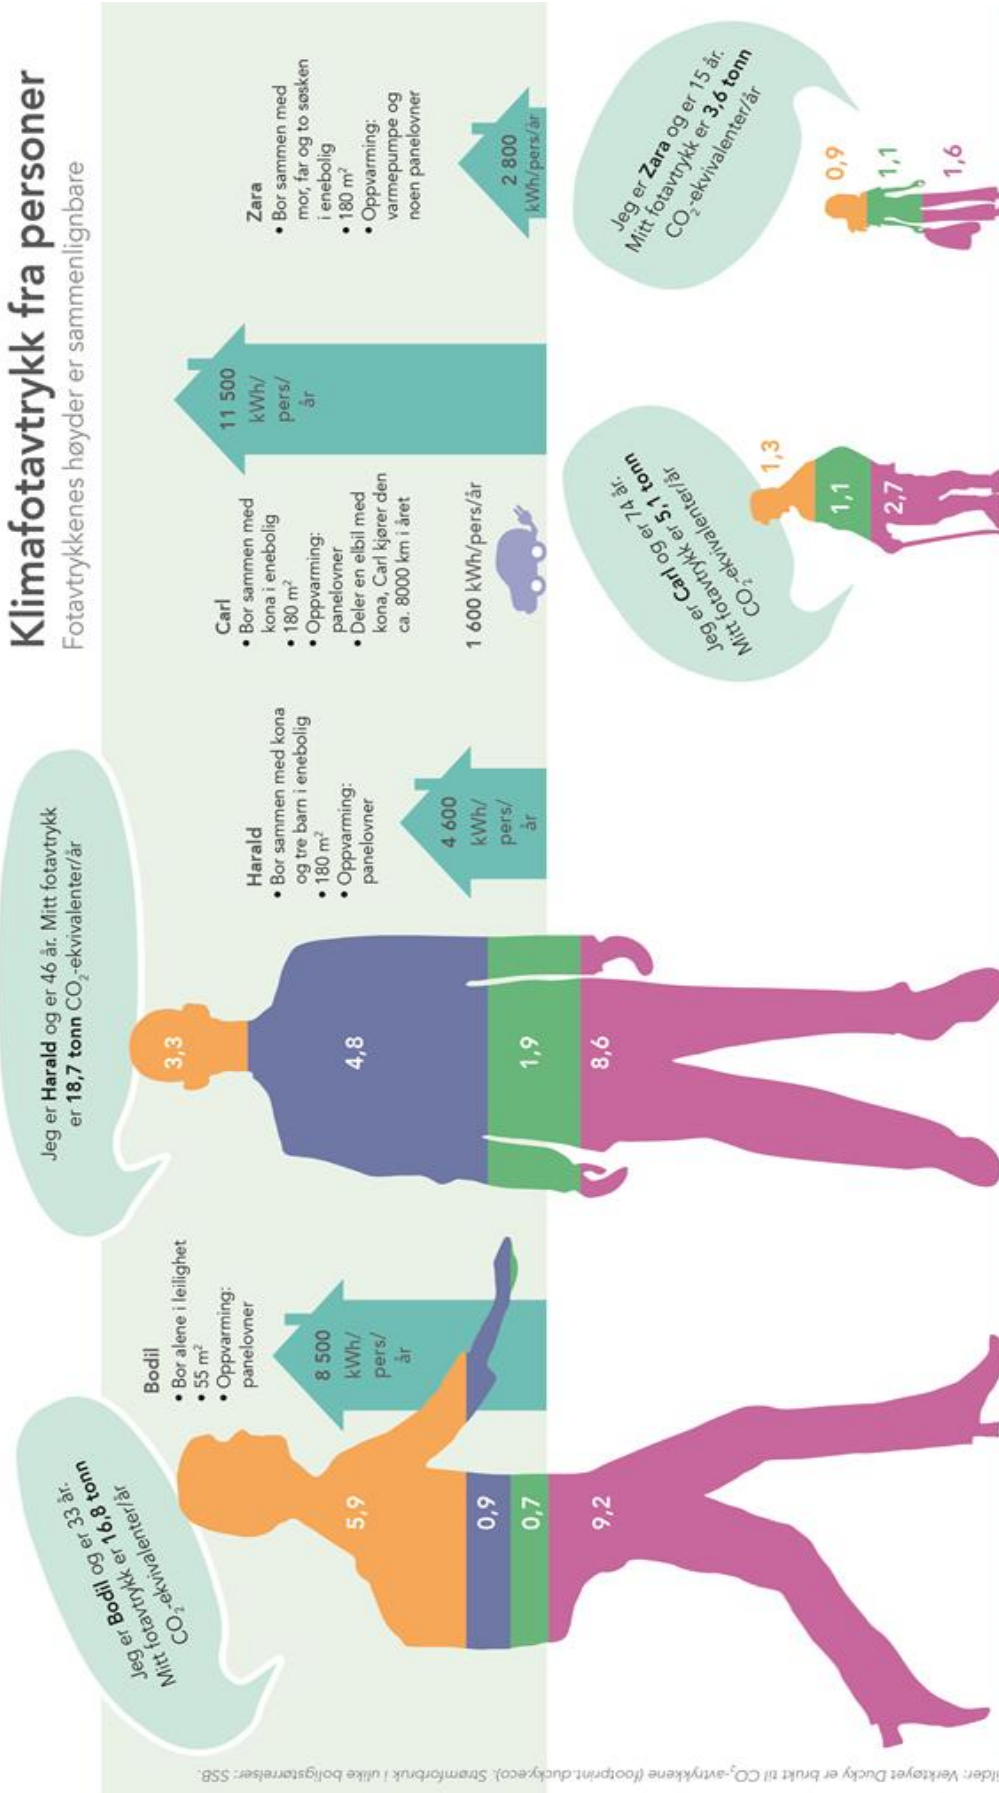 Klimafotavtrykk fra personer
Fotavtrykkenes høyder er sammenlignbare
Jeg er Bodil og er 33 år.
Mitt fotavtrykk er 16,8 tonn
CO₂-ekvivalenter/år
Bodil
• Bor alene i leilighet
• 55 m²
• Oppvarming:
panelovner
8 500
kWh/
pers/
år
5,9
0,9
0,7
9,2
Jeg er Harald og er 46 år. Mitt fotavtrykk
er 18,7 tonn CO₂-ekvivalenter/år
3,3
4,8
1,9
8,6
Harald
• Bor sammen med kona
og tre barn i enebolig
• 180 m²
• Oppvarming:
panelovner
4 600
kWh/
pers/
år
Carl
• Bor sammen med
kona i enebolig
• 180 m²
• Oppvarming:
panelovner
• Deler en elbil med
kona, Carl kjører den
ca. 8000 km i året
1 600 kWh/pers/år
11 500
kWh/
pers/
år
Jeg er Carl og er 74 år.
Mitt fotavtrykk er 5,1 tonn
CO₂-ekvivalenter/år
1,3
1,1
2,7
Zara
• Bor sammen med
mor, far og to søsken
i enebolig
• 180 m²
• Oppvarming:
varmepumpe og
noen panelovner
2 800
kWh/pers/år
Jeg er Zara og er 15 år.
Mitt fotavtrykk er 3,6 tonn
CO₂-ekvivalenter/år
0,9
1,1
1,6
ilder: Verktøyet Ducky er brukt til CO₂-avtrykkene (footprint.ducky.eco). Strømforbruk i ulike boligstørrelser: SSB.